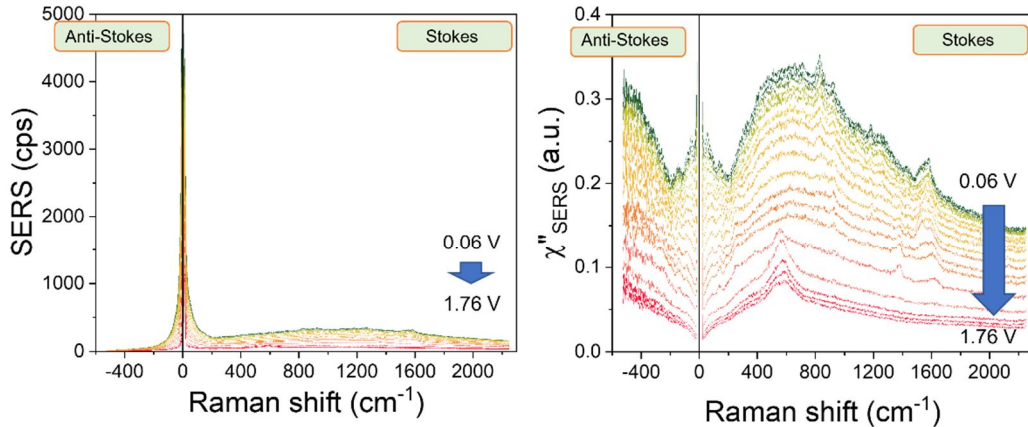 5000
4000
3000
2000
1000
0
SERS (cps)
Anti-Stokes
Stokes
0.06 V
1.76 V
-400
0
400
800
1200
1600
2000
Raman shift (cm⁻¹)
0.4
0.3
0.2
0.1
0.0
χ"SERS (a.u.)
Anti-Stokes
Stokes
0.06 V
1.76 V
-400
0
400
800
1200
1600
2000
Raman shift (cm⁻¹)